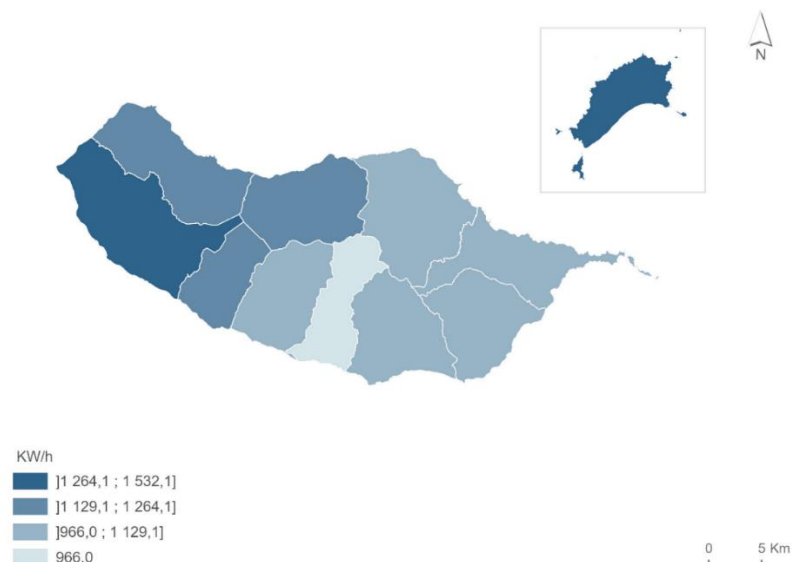 N
KW/h
]1 264,1 ; 1 532,1]
]1 129,1 ; 1 264,1]
]966,0 ; 1 129,1]
966,0
0 5 Km